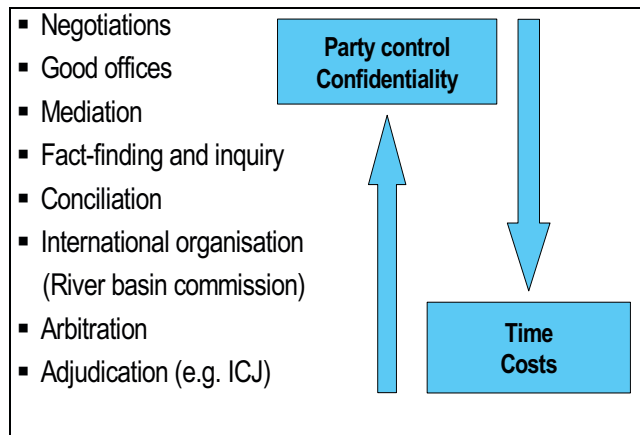 ▪ Negotiations
▪ Good offices
▪ Mediation
▪ Fact-finding and inquiry
▪ Conciliation
▪ International organisation
(River basin commission)
▪ Arbitration
▪ Adjudication (e.g. ICJ)
Party control
Confidentiality
Time
Costs